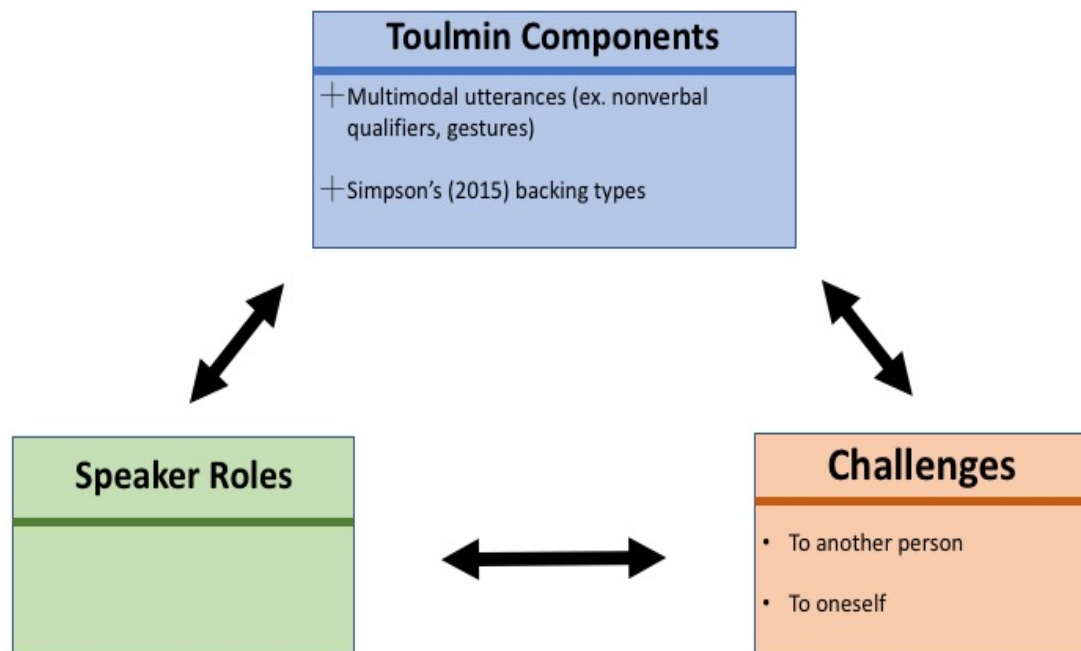 Toulmin Components
+Multimodal utterances (ex. nonverbal
qualifiers, gestures)
+Simpson's (2015) backing types
Speaker Roles
Challenges
• To another person
• To oneself